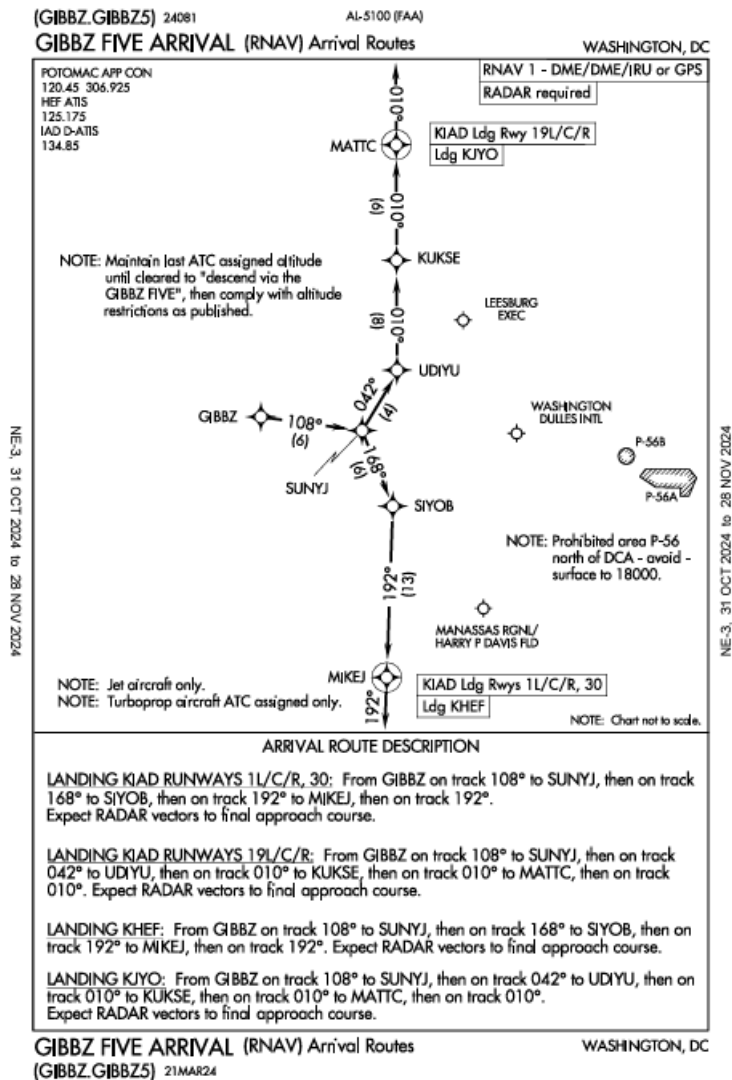 (GIBBZ.GIBBZ5) 24081
AL-5100 (FAA)
GIBBZ FIVE ARRIVAL (RNAV) Arrival Routes
WASHINGTON, DC
POTOMAC APP CON
120.45 306.925
HEF ATIS
125.175
IAD D-ATIS
134.85
RNAV 1 - DME/DME/IRU or GPS
RADAR required
010°
MATTC
KIAD Ldg Rwy 19L/C/R
Ldg KJYO
010°
(9)
KUKSE
NOTE: Maintain last ATC assigned altitude
until cleared to "descend via the
GIBBZ FIVE", then comply with altitude
restrictions as published.
010°
(8)
LEESBURG
EXEC
UDIYU
042°
(4)
GIBBZ
108°
(6)
WASHINGTON
DULLES INTL
P-56B
P-56A
168°
(6)
SUNYJ
SIYOB
NOTE: Prohibited area P-56
north of DCA - avoid -
surface to 18000.
192°
(13)
MANASSAS RGNL/
HARRY P DAVIS FLD
MIKEJ
KIAD Ldg Rwys 1L/C/R, 30
Ldg KHEF
192°
NOTE: Jet aircraft only.
NOTE: Turboprop aircraft ATC assigned only.
NOTE: Chart not to scale.
NE-3, 31 OCT 2024 to 28 NOV 2024
NE-3, 31 OCT 2024 to 28 NOV 2024
ARRIVAL ROUTE DESCRIPTION
LANDING KIAD RUNWAYS 1L/C/R, 30: From GIBBZ on track 108° to SUNYJ, then on track
168° to SIYOB, then on track 192° to MIKEJ, then on track 192°.
Expect RADAR vectors to final approach course.
LANDING KIAD RUNWAYS 19L/C/R: From GIBBZ on track 108° to SUNYJ, then on track
042° to UDIYU, then on track 010° to KUKSE, then on track 010° to MATTC, then on track
010°. Expect RADAR vectors to final approach course.
LANDING KHEF: From GIBBZ on track 108° to SUNYJ, then on track 168° to SIYOB, then on
track 192° to MIKEJ, then on track 192°. Expect RADAR vectors to final approach course.
LANDING KJYO: From GIBBZ on track 108° to SUNYJ, then on track 042° to UDIYU, then on
track 010° to KUKSE, then on track 010° to MATTC, then on track 010°.
Expect RADAR vectors to final approach course.
GIBBZ FIVE ARRIVAL (RNAV) Arrival Routes
WASHINGTON, DC
(GIBBZ.GIBBZ5) 21MAR24